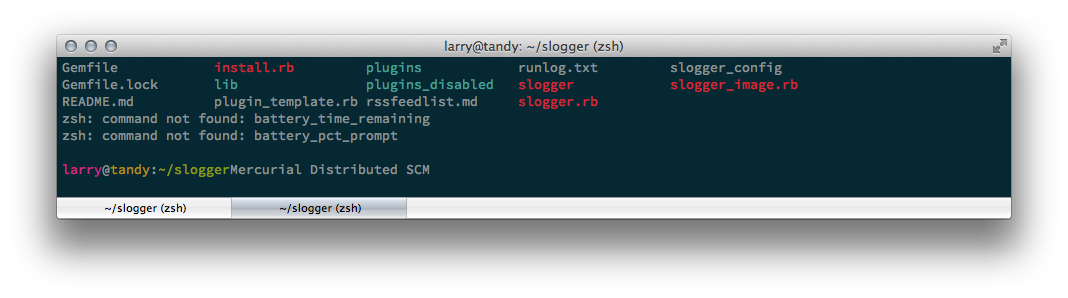 larry@tandy: ~/slogger (zsh)
Gemfile install.rb plugins runlog.txt slogger_config
Gemfile.lock lib plugins_disabled slogger slogger_image.rb
README.md plugin_template.rb rssfeedlist.md slogger.rb
zsh: command not found: battery_time_remaining
zsh: command not found: battery_pct_prompt
larry@tandy:~/sloggerMercurial Distributed SCM
~/slogger (zsh) ~/slogger (zsh)